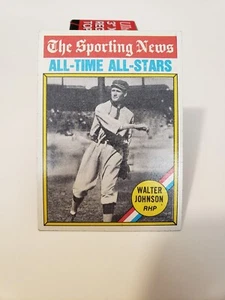 The Sporting News
ALL-TIME ALL-STARS
WALTER
JOHNSON
RHP